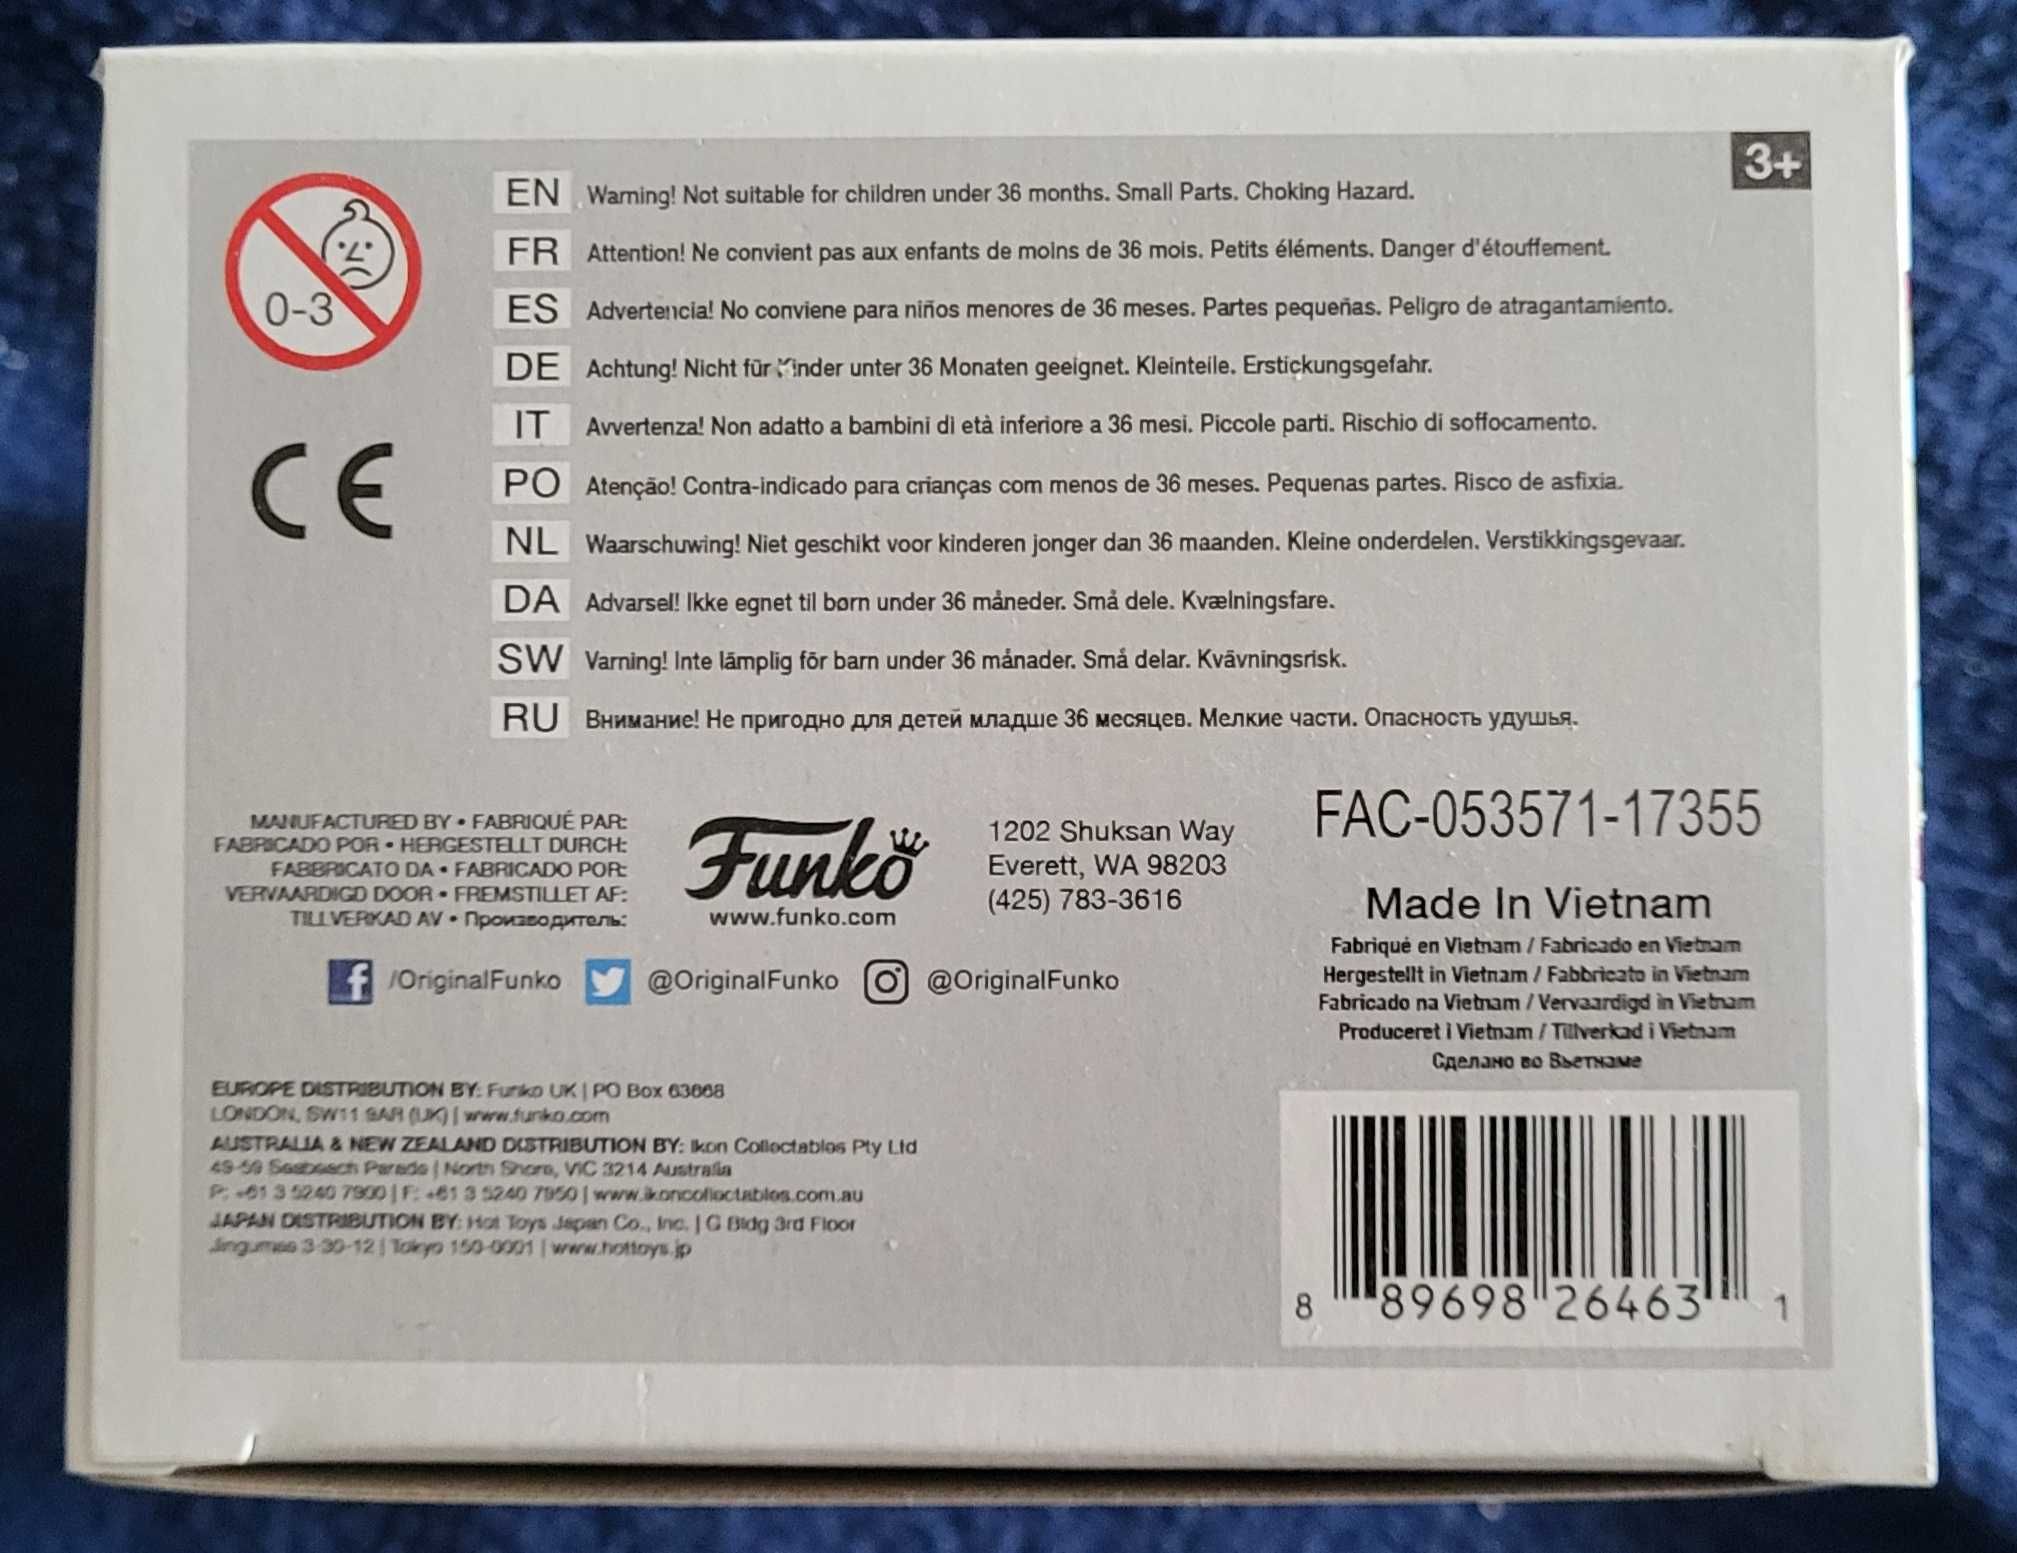 3+
0-3
EN Warning! Not suitable for children under 36 months. Small Parts. Choking Hazard.
FR Attention! Ne convient pas aux enfants de moins de 36 mois. Petits éléments. Danger d'étouffement.
ES Advertencia! No conviene para niños menores de 36 meses. Partes pequeñas. Peligro de atragantamiento.
DE Achtung! Nicht für Kinder unter 36 Monaten geeignet. Kleinteile. Erstickungsgefahr.
IT Avvertenza! Non adatto a bambini di età inferiore a 36 mesi. Piccole parti. Rischio di soffocamento.
CE
PO Atenção! Contra-indicado para crianças com menos de 36 meses. Pequenas partes. Risco de asfixia.
NL Waarschuwing! Niet geschikt voor kinderen jonger dan 36 maanden. Kleine onderdelen. Verstikkingsgevaar.
DA Advarsel! Ikke egnet til børn under 36 måneder. Små dele. Kvælningsfare.
SW Varning! Inte lämplig för barn under 36 månader. Små delar. Kvävningsrisk.
RU Внимание! Не пригодно для детей младше 36 месяцев. Мелкие части. Опасность удушья.
MANUFACTURED BY • FABRIQUÉ PAR:
FABRICADO POR • HERGESTELLT DURCH:
FABBRICATO DA • FABRICADO POR:
VERVAARDIGD DOOR • FREMSTILLET AF:
TILLVERKAD AV • Производитель:
Funko
www.funko.com
1202 Shuksan Way
Everett, WA 98203
(425) 783-3616
/OriginalFunko @OriginalFunko @OriginalFunko
FAC-053571-17355
Made In Vietnam
Fabriqué en Vietnam / Fabricado en Vietnam
Hergestellt in Vietnam / Fabbricato in Vietnam
Fabricado na Vietnam / Vervaardigd in Vietnam
Produceret i Vietnam / Tillverkad i Vietnam
Сделано во Вьетнаме
EUROPE DISTRIBUTION BY: Funko UK | PO Box
LONDON, SW11 9AR (UK) | www.funko.com
AUSTRALIA & NEW ZEALAND DISTRIBUTION BY: Ikon Collectables Pty Ltd
49-59 Seabeach Parade | North Shore, VIC 3214 Australia
P: +61 3 5240 7900 | F: +61 3 5240 7950 | www.ikoncollectables.com.au
JAPAN DISTRIBUTION BY: Hot Toys Japan Co., Inc. | G Bldg 3rd Floor
Jingumae 3-30-12 | Tokyo 150-0001 | www.hottoys.jp
8 89698 26463 1